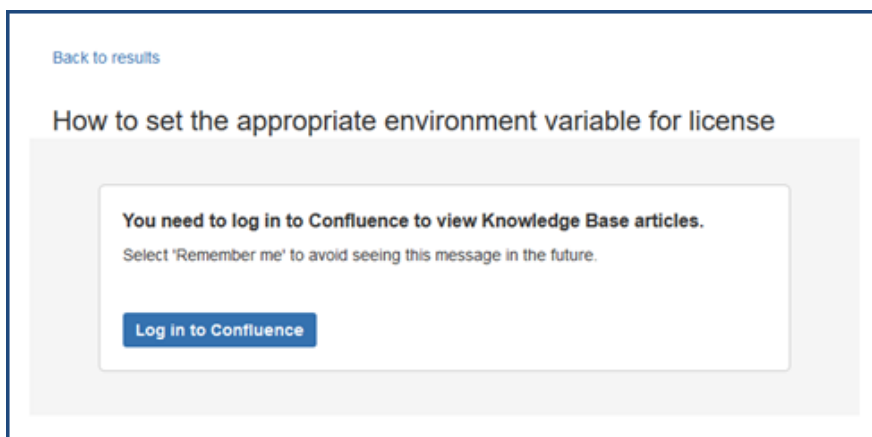 Back to results
How to set the appropriate environment variable for license
You need to log in to Confluence to view Knowledge Base articles.
Select 'Remember me' to avoid seeing this message in the future.
Log in to Confluence